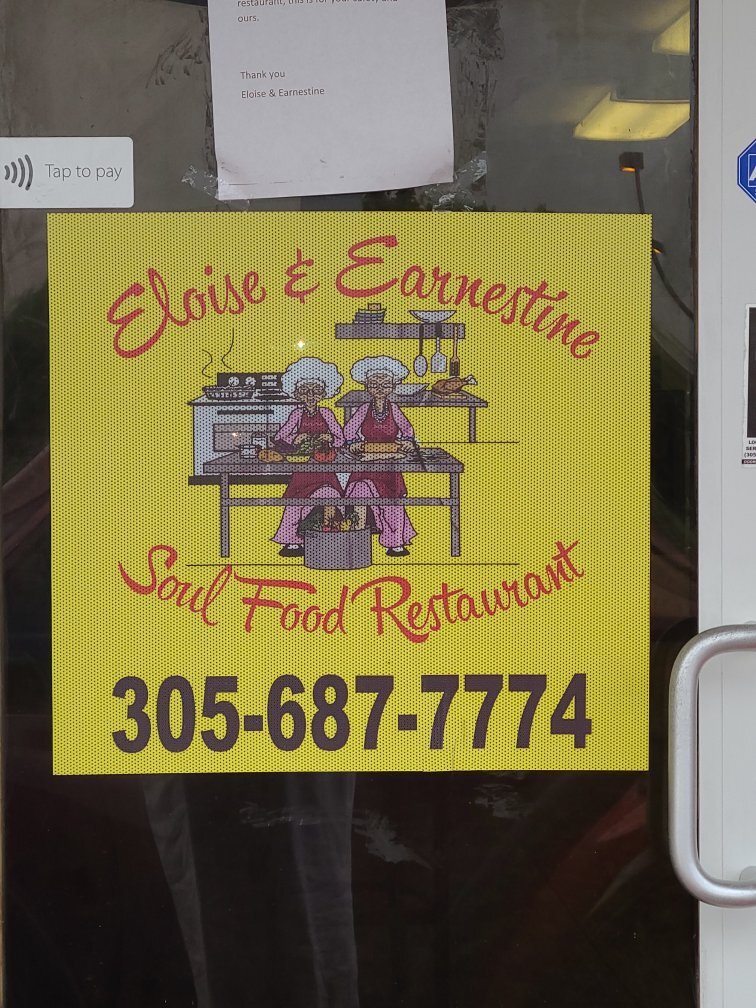 restaurant, this is for your safety and
ours.
Thank you
Eloise & Earnestine
Tap to pay
Eloise & Earnestine
Soul Food Restaurant
305-687-7774